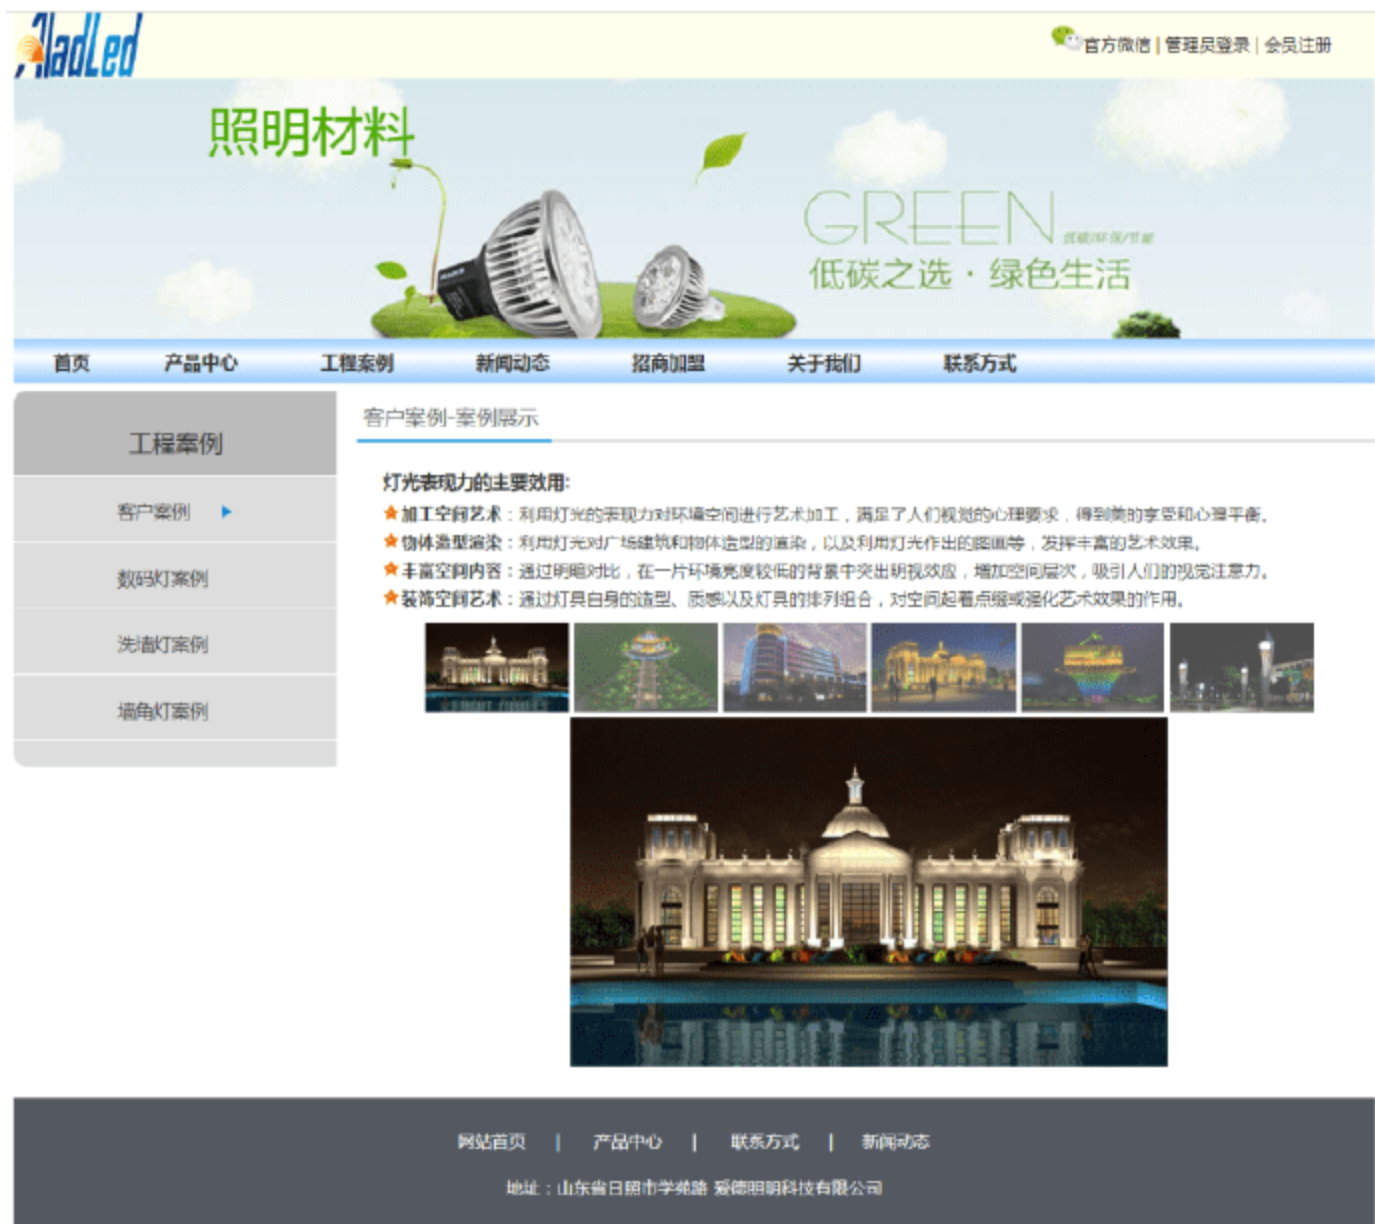 AladLed
官方微信 | 管理员登录 | 会员注册
照明材料
GREEN 低碳/环保/节能
低碳之选·绿色生活
首页 产品中心 工程案例 新闻动态 招商加盟 关于我们 联系方式
工程案例
客户案例
数码灯案例
洗墙灯案例
墙角灯案例
客户案例-案例展示
灯光表现力的主要效用:
加工空间艺术：利用灯光的表现力对环境空间进行艺术加工，满足了人们视觉的心理要求，得到美的享受和心理平衡。
物体造型渲染：利用灯光对广场建筑和物体造型的渲染，以及利用灯光作出的图画等，发挥丰富的艺术效果。
丰富空间内容：通过明暗对比，在一片环境亮度较低的背景中突出明视效应，增加空间层次，吸引人们的视觉注意力。
装饰空间艺术：通过灯具自身的造型、质感以及灯具的排列组合，对空间起着点缀或强化艺术效果的作用。
网站首页 | 产品中心 | 联系方式 | 新闻动态
地址：山东省日照市学苑路 爱德照明科技有限公司